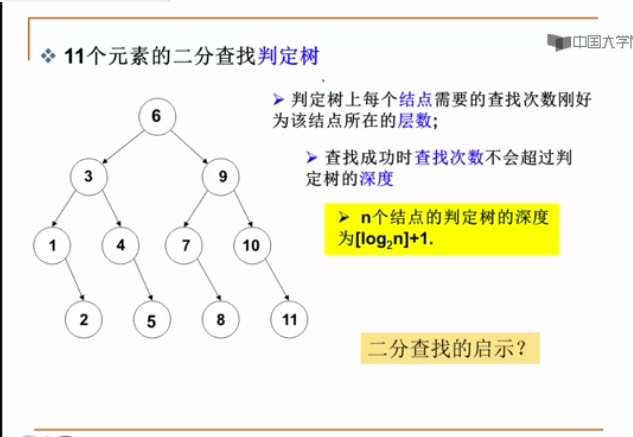 ❖ 11个元素的二分查找判定树
中国大学
6
3
9
1
4
7
10
2
5
8
11
➢ 判定树上每个结点需要的查找次数刚好
为该结点所在的层数;
➢ 查找成功时查找次数不会超过判
定树的深度
➢ n个结点的判定树的深度
为[log₂n]+1.
二分查找的启示?